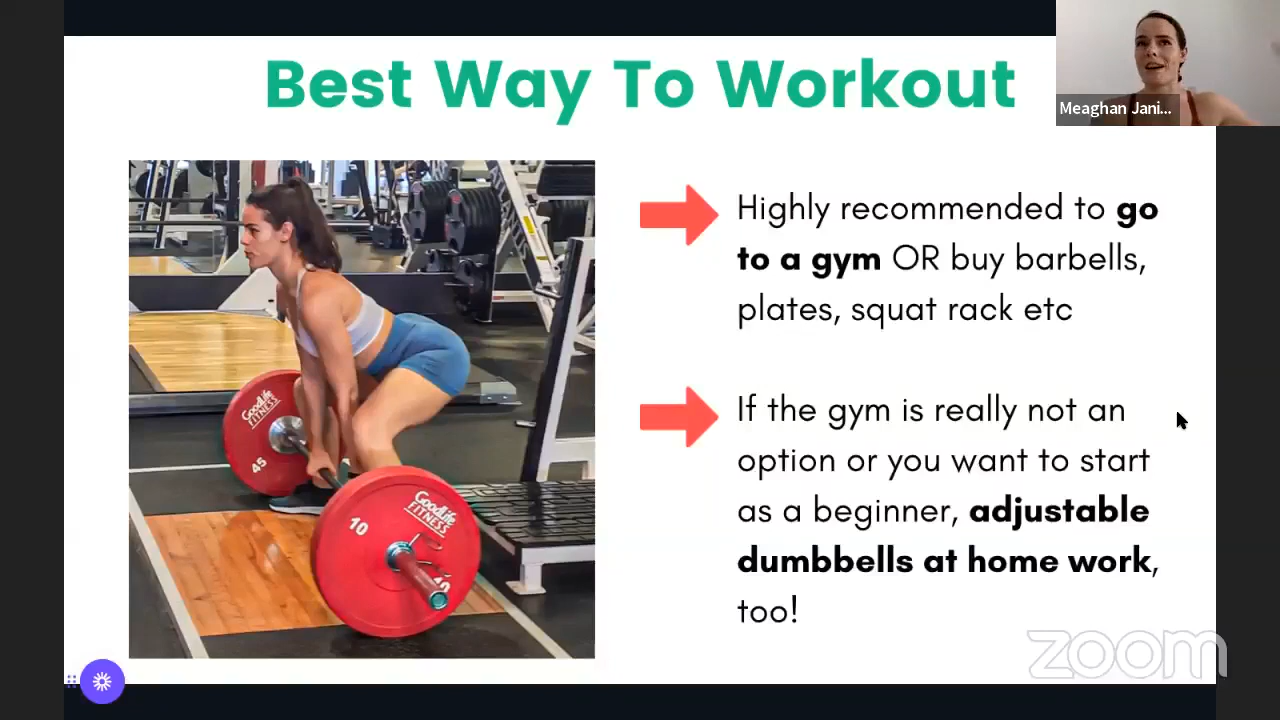 Best Way To Workout
Meaghan Jani...
Highly recommended to go
to a gym OR buy barbells,
plates, squat rack etc
If the gym is really not an
option or you want to start
as a beginner, adjustable
dumbbells at home work,
too!
GoodLife
FITNESS
45
GoodLife
FITNESS
10
zoom